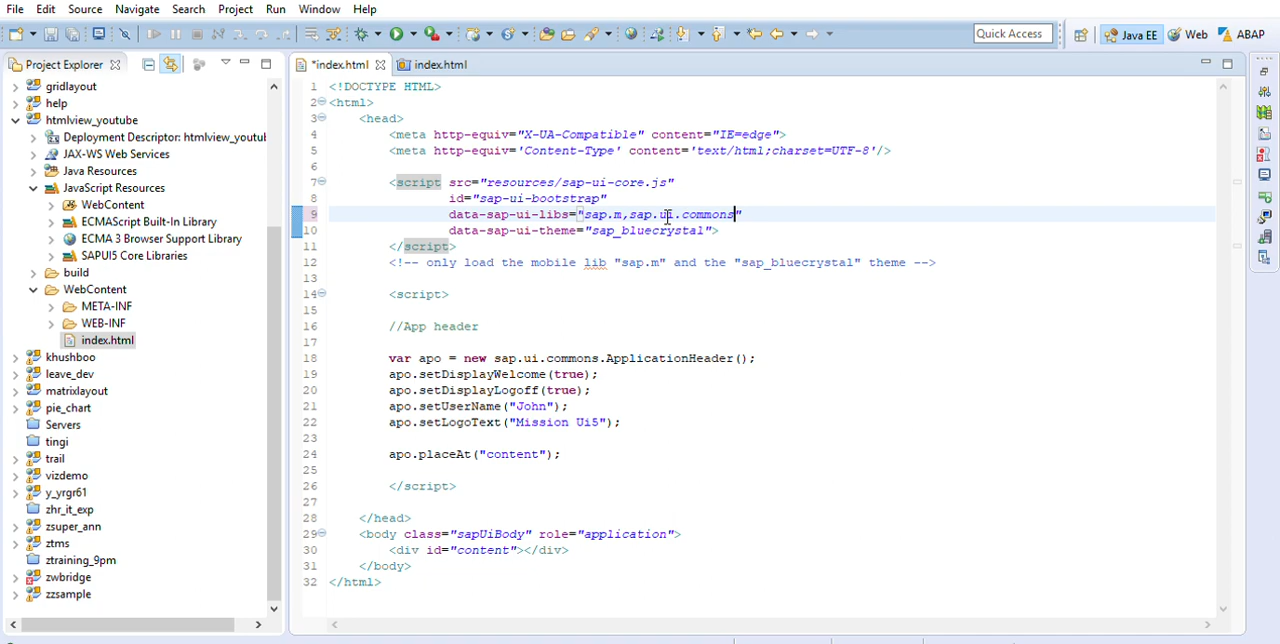 File Edit Source Navigate Search Project Run Window Help
Quick Access
Java EE
Web
ABAP
Project Explorer
*index.html
index.html
gridlayout
help
htmlview_youtube
Deployment Descriptor: htmlview_youtul
JAX-WS Web Services
Java Resources
JavaScript Resources
WebContent
ECMAScript Built-In Library
ECMA 3 Browser Support Library
SAPUI5 Core Libraries
build
WebContent
META-INF
WEB-INF
index.html
khushboo
leave_dev
matrixlayout
pie_chart
Servers
tingi
trail
vizdemo
y_yrgr61
zhr_it_exp
zsuper_ann
ztms
ztraining_9pm
zwbridge
zzsample
1 <!DOCTYPE HTML>
2 <html>
3 <head>
4 <meta http-equiv="X-UA-Compatible" content="IE=edge">
5 <meta http-equiv='Content-Type' content='text/html;charset=UTF-8'/>
6
7 <script src="resources/sap-ui-core.js"
8 id="sap-ui-bootstrap"
9 data-sap-ui-libs="sap.m,sap.ui.commons"
10 data-sap-ui-theme="sap_bluecrystal">
11 </script>
12 <!-- only load the mobile lib "sap.m" and the "sap_bluecrystal" theme -->
13
14 <script>
15
16 //App header
17
18 var apo = new sap.ui.commons.ApplicationHeader();
19 apo.setDisplayWelcome(true);
20 apo.setDisplayLogoff(true);
21 apo.setUserName("John");
22 apo.setLogoText("Mission Ui5");
23
24 apo.placeAt("content");
25
26 </script>
27
28 </head>
29 <body class="sapUiBody" role="application">
30 <div id="content"></div>
31 </body>
32 </html>